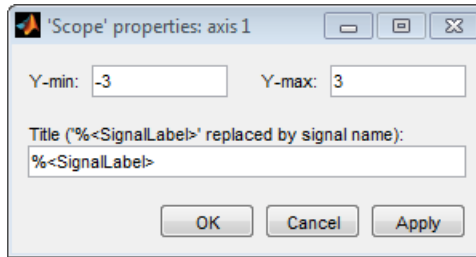 'Scope' properties: axis 1
Y-min: -3 Y-max: 3
Title ('%<SignalLabel>' replaced by signal name):
%<SignalLabel>
OK Cancel Apply